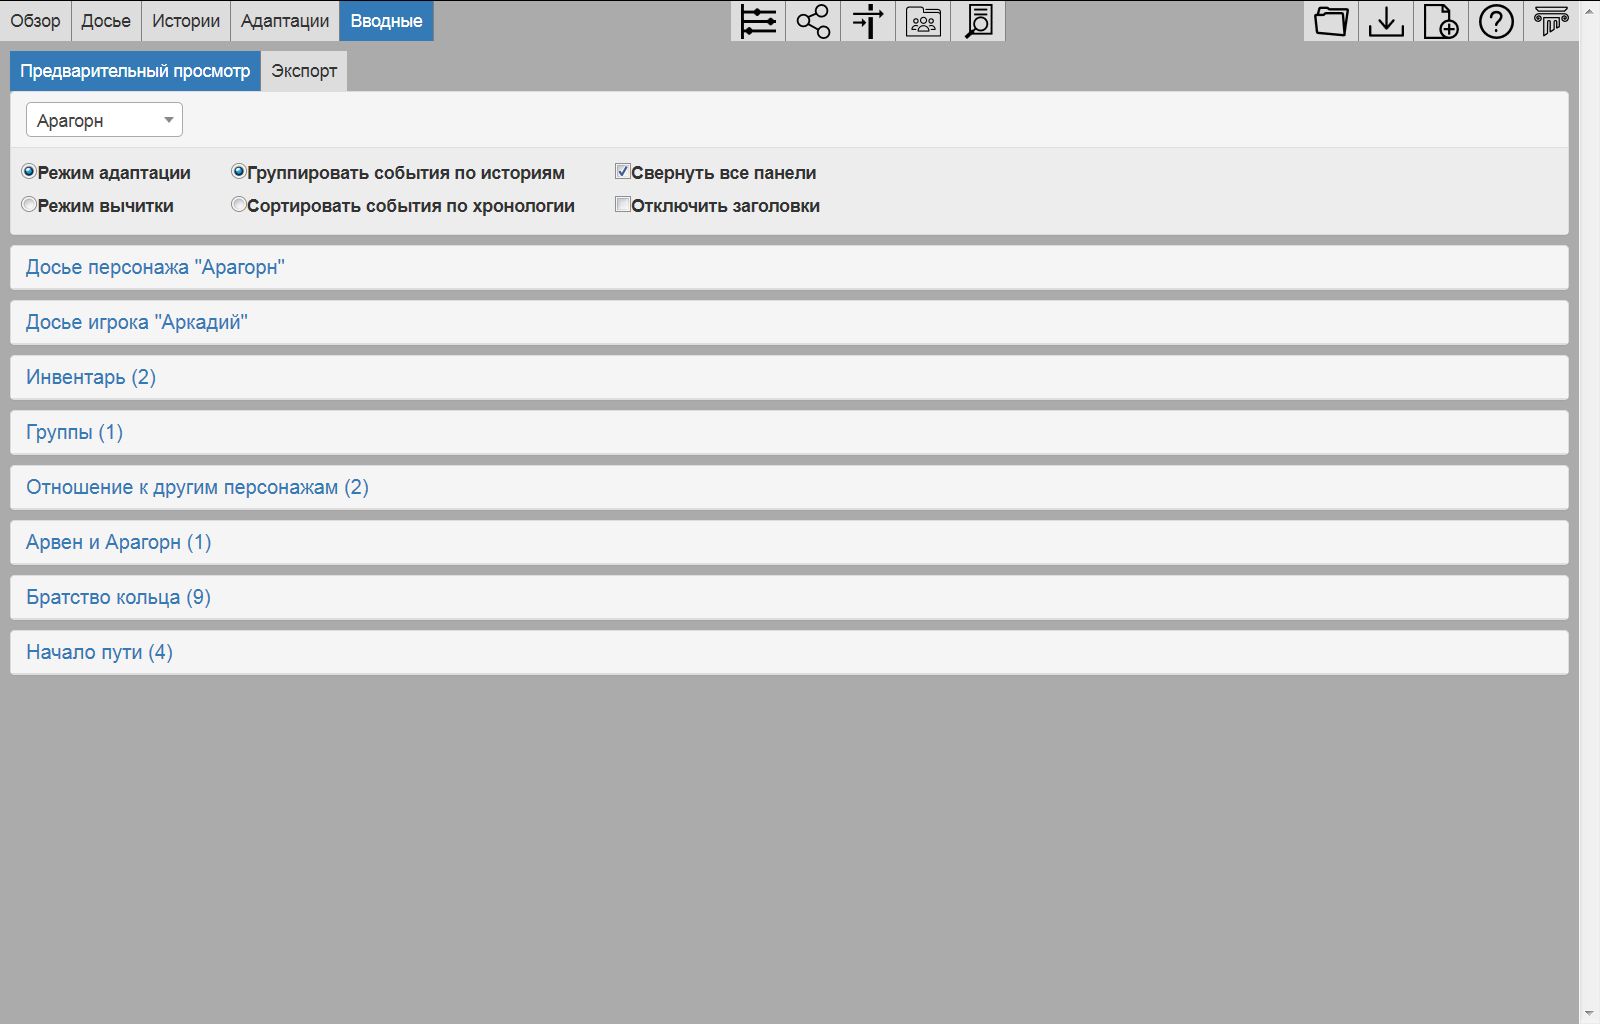 Обзор Досье Истории Адаптации Вводные
Предварительный просмотр Экспорт
Арагорн
Режим адаптации Группировать события по историям Свернуть все панели
Режим вычитки Сортировать события по хронологии Отключить заголовки
Досье персонажа "Арагорн"
Досье игрока "Аркадий"
Инвентарь (2)
Группы (1)
Отношение к другим персонажам (2)
Арвен и Арагорн (1)
Братство кольца (9)
Начало пути (4)